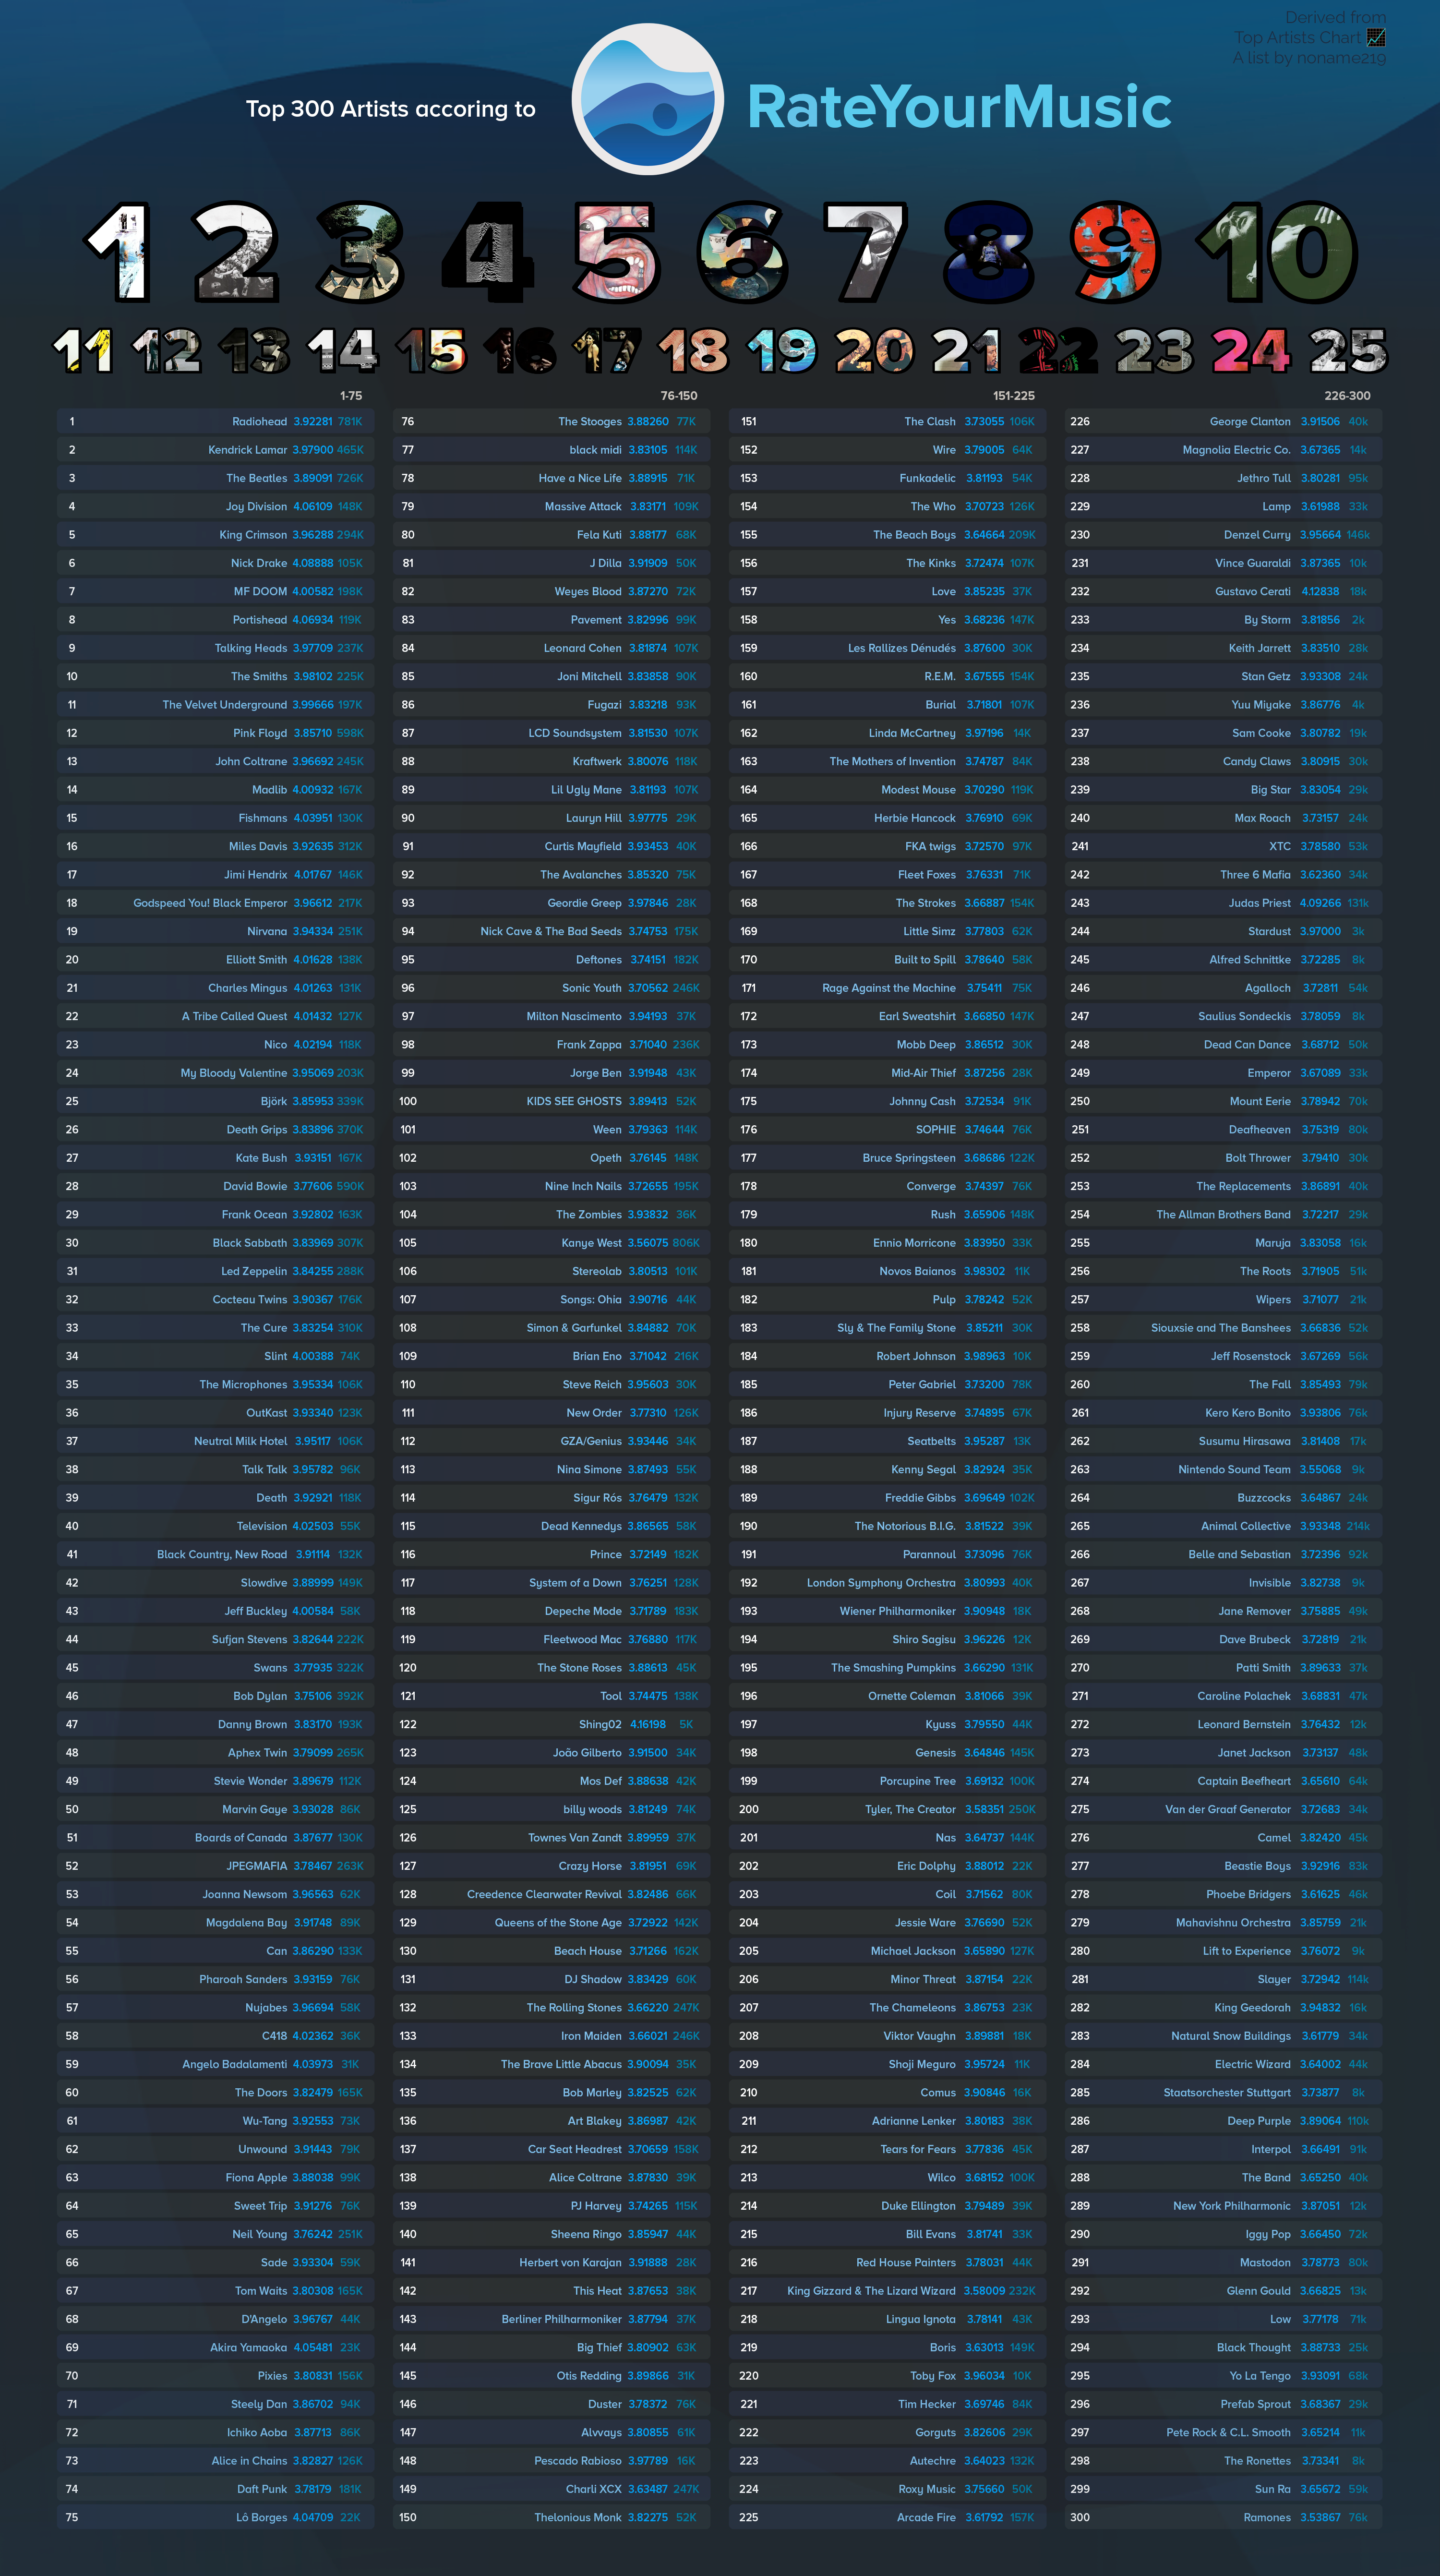 Derived from
Top Artists Chart
A list by noname219
Top 300 Artists accoring to
RateYourMusic
1 2 3 4 5 6 7 8 9 10
11 12 13 14 15 16 17 18 19 20 21 22 23 24 25
1-75
1 Radiohead 3.92281 781K
2 Kendrick Lamar 3.97900 465K
3 The Beatles 3.89091 726K
4 Joy Division 4.06109 148K
5 King Crimson 3.96288 294K
6 Nick Drake 4.08888 105K
7 MF DOOM 4.00582 198K
8 Portishead 4.06934 119K
9 Talking Heads 3.97709 237K
10 The Smiths 3.98102 225K
11 The Velvet Underground 3.99666 197K
12 Pink Floyd 3.85710 598K
13 John Coltrane 3.96692 245K
14 Madlib 4.00932 167K
15 Fishmans 4.03951 130K
16 Miles Davis 3.92635 312K
17 Jimi Hendrix 4.01767 146K
18 Godspeed You! Black Emperor 3.96612 217K
19 Nirvana 3.94334 251K
20 Elliott Smith 4.01628 138K
21 Charles Mingus 4.01263 131K
22 A Tribe Called Quest 4.01432 127K
23 Nico 4.02194 118K
24 My Bloody Valentine 3.95069 203K
25 Björk 3.85953 339K
26 Death Grips 3.83896 370K
27 Kate Bush 3.93151 167K
28 David Bowie 3.77606 590K
29 Frank Ocean 3.92802 163K
30 Black Sabbath 3.83969 307K
31 Led Zeppelin 3.84255 288K
32 Cocteau Twins 3.90367 176K
33 The Cure 3.83254 310K
34 Slint 4.00388 74K
35 The Microphones 3.95334 106K
36 OutKast 3.93340 123K
37 Neutral Milk Hotel 3.95117 106K
38 Talk Talk 3.95782 96K
39 Death 3.92921 118K
40 Television 4.02503 55K
41 Black Country, New Road 3.91114 132K
42 Slowdive 3.88999 149K
43 Jeff Buckley 4.00584 58K
44 Sufjan Stevens 3.82644 222K
45 Swans 3.77935 322K
46 Bob Dylan 3.75106 392K
47 Danny Brown 3.83170 193K
48 Aphex Twin 3.79099 265K
49 Stevie Wonder 3.89679 112K
50 Marvin Gaye 3.93028 86K
51 Boards of Canada 3.87677 130K
52 JPEGMAFIA 3.78467 263K
53 Joanna Newsom 3.96563 62K
54 Magdalena Bay 3.91748 89K
55 Can 3.86290 133K
56 Pharoah Sanders 3.93159 76K
57 Nujabes 3.96694 58K
58 C418 4.02362 36K
59 Angelo Badalamenti 4.03973 31K
60 The Doors 3.82479 165K
61 Wu-Tang 3.92553 73K
62 Unwound 3.91443 79K
63 Fiona Apple 3.88038 99K
64 Sweet Trip 3.91276 76K
65 Neil Young 3.76242 251K
66 Sade 3.93304 59K
67 Tom Waits 3.80308 165K
68 D'Angelo 3.96767 44K
69 Akira Yamaoka 4.05481 23K
70 Pixies 3.80831 156K
71 Steely Dan 3.86702 94K
72 Ichiko Aoba 3.87713 86K
73 Alice in Chains 3.82827 126K
74 Daft Punk 3.78179 181K
75 Lô Borges 4.04709 22K
76-150
76 The Stooges 3.88260 77K
77 black midi 3.83105 114K
78 Have a Nice Life 3.88915 71K
79 Massive Attack 3.83171 109K
80 Fela Kuti 3.88177 68K
81 J Dilla 3.91909 50K
82 Weyes Blood 3.87270 72K
83 Pavement 3.82996 99K
84 Leonard Cohen 3.81874 107K
85 Joni Mitchell 3.83858 90K
86 Fugazi 3.83218 93K
87 LCD Soundsystem 3.81530 107K
88 Kraftwerk 3.80076 118K
89 Lil Ugly Mane 3.81193 107K
90 Lauryn Hill 3.97775 29K
91 Curtis Mayfield 3.93453 40K
92 The Avalanches 3.85320 75K
93 Geordie Greep 3.97846 28K
94 Nick Cave & The Bad Seeds 3.74753 175K
95 Deftones 3.74151 182K
96 Sonic Youth 3.70562 246K
97 Milton Nascimento 3.94193 37K
98 Frank Zappa 3.71040 236K
99 Jorge Ben 3.91948 43K
100 KIDS SEE GHOSTS 3.89413 52K
101 Ween 3.79363 114K
102 Opeth 3.76145 148K
103 Nine Inch Nails 3.72655 195K
104 The Zombies 3.93832 36K
105 Kanye West 3.56075 806K
106 Stereolab 3.80513 101K
107 Songs: Ohia 3.90716 44K
108 Simon & Garfunkel 3.84882 70K
109 Brian Eno 3.71042 216K
110 Steve Reich 3.95603 30K
111 New Order 3.77310 126K
112 GZA/Genius 3.93446 34K
113 Nina Simone 3.87493 55K
114 Sigur Rós 3.76479 132K
115 Dead Kennedys 3.86565 58K
116 Prince 3.72149 182K
117 System of a Down 3.76251 128K
118 Depeche Mode 3.71789 183K
119 Fleetwood Mac 3.76880 117K
120 The Stone Roses 3.88613 45K
121 Tool 3.74475 138K
122 Shing02 4.16198 5K
123 João Gilberto 3.91500 34K
124 Mos Def 3.88638 42K
125 billy woods 3.81249 74K
126 Townes Van Zandt 3.89959 37K
127 Crazy Horse 3.81951 69K
128 Creedence Clearwater Revival 3.82486 66K
129 Queens of the Stone Age 3.72922 142K
130 Beach House 3.71266 162K
131 DJ Shadow 3.83429 60K
132 The Rolling Stones 3.66220 247K
133 Iron Maiden 3.66021 246K
134 The Brave Little Abacus 3.90094 35K
135 Bob Marley 3.82525 62K
136 Art Blakey 3.86987 42K
137 Car Seat Headrest 3.70659 158K
138 Alice Coltrane 3.87830 39K
139 PJ Harvey 3.74265 115K
140 Sheena Ringo 3.85947 44K
141 Herbert von Karajan 3.91888 28K
142 This Heat 3.87653 38K
143 Berliner Philharmoniker 3.87794 37K
144 Big Thief 3.80902 63K
145 Otis Redding 3.89866 31K
146 Duster 3.78372 76K
147 Alvvays 3.80855 61K
148 Pescado Rabioso 3.97789 16K
149 Charli XCX 3.63487 247K
150 Thelonious Monk 3.82275 52K
151-225
151 The Clash 3.73055 106K
152 Wire 3.79005 64K
153 Funkadelic 3.81193 54K
154 The Who 3.70723 126K
155 The Beach Boys 3.64664 209K
156 The Kinks 3.72474 107K
157 Love 3.85235 37K
158 Yes 3.68236 147K
159 Les Rallizes Dénudés 3.87600 30K
160 R.E.M. 3.67555 154K
161 Burial 3.71801 107K
162 Linda McCartney 3.97196 14K
163 The Mothers of Invention 3.74787 84K
164 Modest Mouse 3.70290 119K
165 Herbie Hancock 3.76910 69K
166 FKA twigs 3.72570 97K
167 Fleet Foxes 3.76331 71K
168 The Strokes 3.66887 154K
169 Little Simz 3.77803 62K
170 Built to Spill 3.78640 58K
171 Rage Against the Machine 3.75411 75K
172 Earl Sweatshirt 3.66850 147K
173 Mobb Deep 3.86512 30K
174 Mid-Air Thief 3.87256 28K
175 Johnny Cash 3.72534 91K
176 SOPHIE 3.74644 76K
177 Bruce Springsteen 3.68686 122K
178 Converge 3.74397 76K
179 Rush 3.65906 148K
180 Ennio Morricone 3.83950 33K
181 Novos Baianos 3.98302 11K
182 Pulp 3.78242 52K
183 Sly & The Family Stone 3.85211 30K
184 Robert Johnson 3.98963 10K
185 Peter Gabriel 3.73200 78K
186 Injury Reserve 3.74895 67K
187 Seatbelts 3.95287 13K
188 Kenny Segal 3.82924 35K
189 Freddie Gibbs 3.69649 102K
190 The Notorious B.I.G. 3.81522 39K
191 Parannoul 3.73096 76K
192 London Symphony Orchestra 3.80993 40K
193 Wiener Philharmoniker 3.90948 18K
194 Shiro Sagisu 3.96226 12K
195 The Smashing Pumpkins 3.66290 131K
196 Ornette Coleman 3.81066 39K
197 Kyuss 3.79550 44K
198 Genesis 3.64846 145K
199 Porcupine Tree 3.69132 100K
200 Tyler, The Creator 3.58351 250K
201 Nas 3.64737 144K
202 Eric Dolphy 3.88012 22K
203 Coil 3.71562 80K
204 Jessie Ware 3.76690 52K
205 Michael Jackson 3.65890 127K
206 Minor Threat 3.87154 22K
207 The Chameleons 3.86753 23K
208 Viktor Vaughn 3.89881 18K
209 Shoji Meguro 3.95724 11K
210 Comus 3.90846 16K
211 Adrianne Lenker 3.80183 38K
212 Tears for Fears 3.77836 45K
213 Wilco 3.68152 100K
214 Duke Ellington 3.79489 39K
215 Bill Evans 3.81741 33K
216 Red House Painters 3.78031 44K
217 King Gizzard & The Lizard Wizard 3.58009 232K
218 Lingua Ignota 3.78141 43K
219 Boris 3.63013 149K
220 Toby Fox 3.96034 10K
221 Tim Hecker 3.69746 84K
222 Gorguts 3.82606 29K
223 Autechre 3.64023 132K
224 Roxy Music 3.75660 50K
225 Arcade Fire 3.61792 157K
226-300
226 George Clanton 3.91506 40k
227 Magnolia Electric Co. 3.67365 14k
228 Jethro Tull 3.80281 95k
229 Lamp 3.61988 33k
230 Denzel Curry 3.95664 146k
231 Vince Guaraldi 3.87365 10k
232 Gustavo Cerati 4.12838 18k
233 By Storm 3.81856 2k
234 Keith Jarrett 3.83510 28k
235 Stan Getz 3.93308 24k
236 Yuu Miyake 3.86776 4k
237 Sam Cooke 3.80782 19k
238 Candy Claws 3.80915 30k
239 Big Star 3.83054 29k
240 Max Roach 3.73157 24k
241 XTC 3.78580 53k
242 Three 6 Mafia 3.62360 34k
243 Judas Priest 4.09266 131k
244 Stardust 3.97000 3k
245 Alfred Schnittke 3.72285 8k
246 Agalloch 3.72811 54k
247 Saulius Sondeckis 3.78059 8k
248 Dead Can Dance 3.68712 50k
249 Emperor 3.67089 33k
250 Mount Eerie 3.78942 70k
251 Deafheaven 3.75319 80k
252 Bolt Thrower 3.79410 30k
253 The Replacements 3.86891 40k
254 The Allman Brothers Band 3.72217 29k
255 Maruja 3.83058 16k
256 The Roots 3.71905 51k
257 Wipers 3.71077 21k
258 Siouxsie and The Banshees 3.66836 52k
259 Jeff Rosenstock 3.67269 56k
260 The Fall 3.85493 79k
261 Kero Kero Bonito 3.93806 76k
262 Susumu Hirasawa 3.81408 17k
263 Nintendo Sound Team 3.55068 9k
264 Buzzcocks 3.64867 24k
265 Animal Collective 3.93348 214k
266 Belle and Sebastian 3.72396 92k
267 Invisible 3.82738 9k
268 Jane Remover 3.75885 49k
269 Dave Brubeck 3.72819 21k
270 Patti Smith 3.89633 37k
271 Caroline Polachek 3.68831 47k
272 Leonard Bernstein 3.76432 12k
273 Janet Jackson 3.73137 48k
274 Captain Beefheart 3.65610 64k
275 Van der Graaf Generator 3.72683 34k
276 Camel 3.82420 45k
277 Beastie Boys 3.92916 83k
278 Phoebe Bridgers 3.61625 46k
279 Mahavishnu Orchestra 3.85759 21k
280 Lift to Experience 3.76072 9k
281 Slayer 3.72942 114k
282 King Geedorah 3.94832 16k
283 Natural Snow Buildings 3.61779 34k
284 Electric Wizard 3.64002 44k
285 Staatsorchester Stuttgart 3.73877 8k
286 Deep Purple 3.89064 110k
287 Interpol 3.66491 91k
288 The Band 3.65250 40k
289 New York Philharmonic 3.87051 12k
290 Iggy Pop 3.66450 72k
291 Mastodon 3.78773 80k
292 Glenn Gould 3.66825 13k
293 Low 3.77178 71k
294 Black Thought 3.88733 25k
295 Yo La Tengo 3.93091 68k
296 Prefab Sprout 3.68367 29k
297 Pete Rock & C.L. Smooth 3.65214 11k
298 The Ronettes 3.73341 8k
299 Sun Ra 3.65672 59k
300 Ramones 3.53867 76k